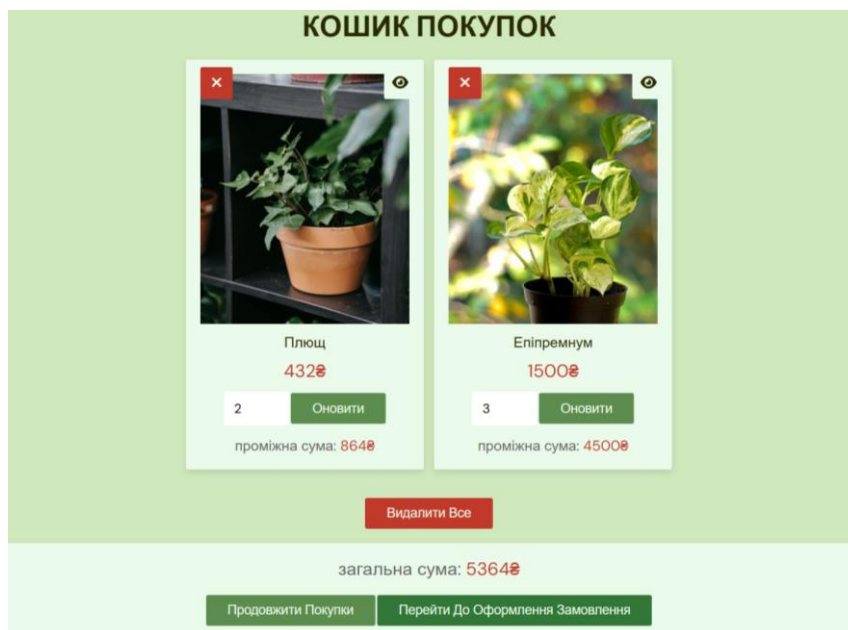 КОШИК ПОКУПОК
Плющ
432₴
2 Оновити
проміжна сума: 864₴
Епіпремнум
1500₴
3 Оновити
проміжна сума: 4500₴
Видалити Все
загальна сума: 5364₴
Продовжити Покупки
Перейти До Оформлення Замовлення